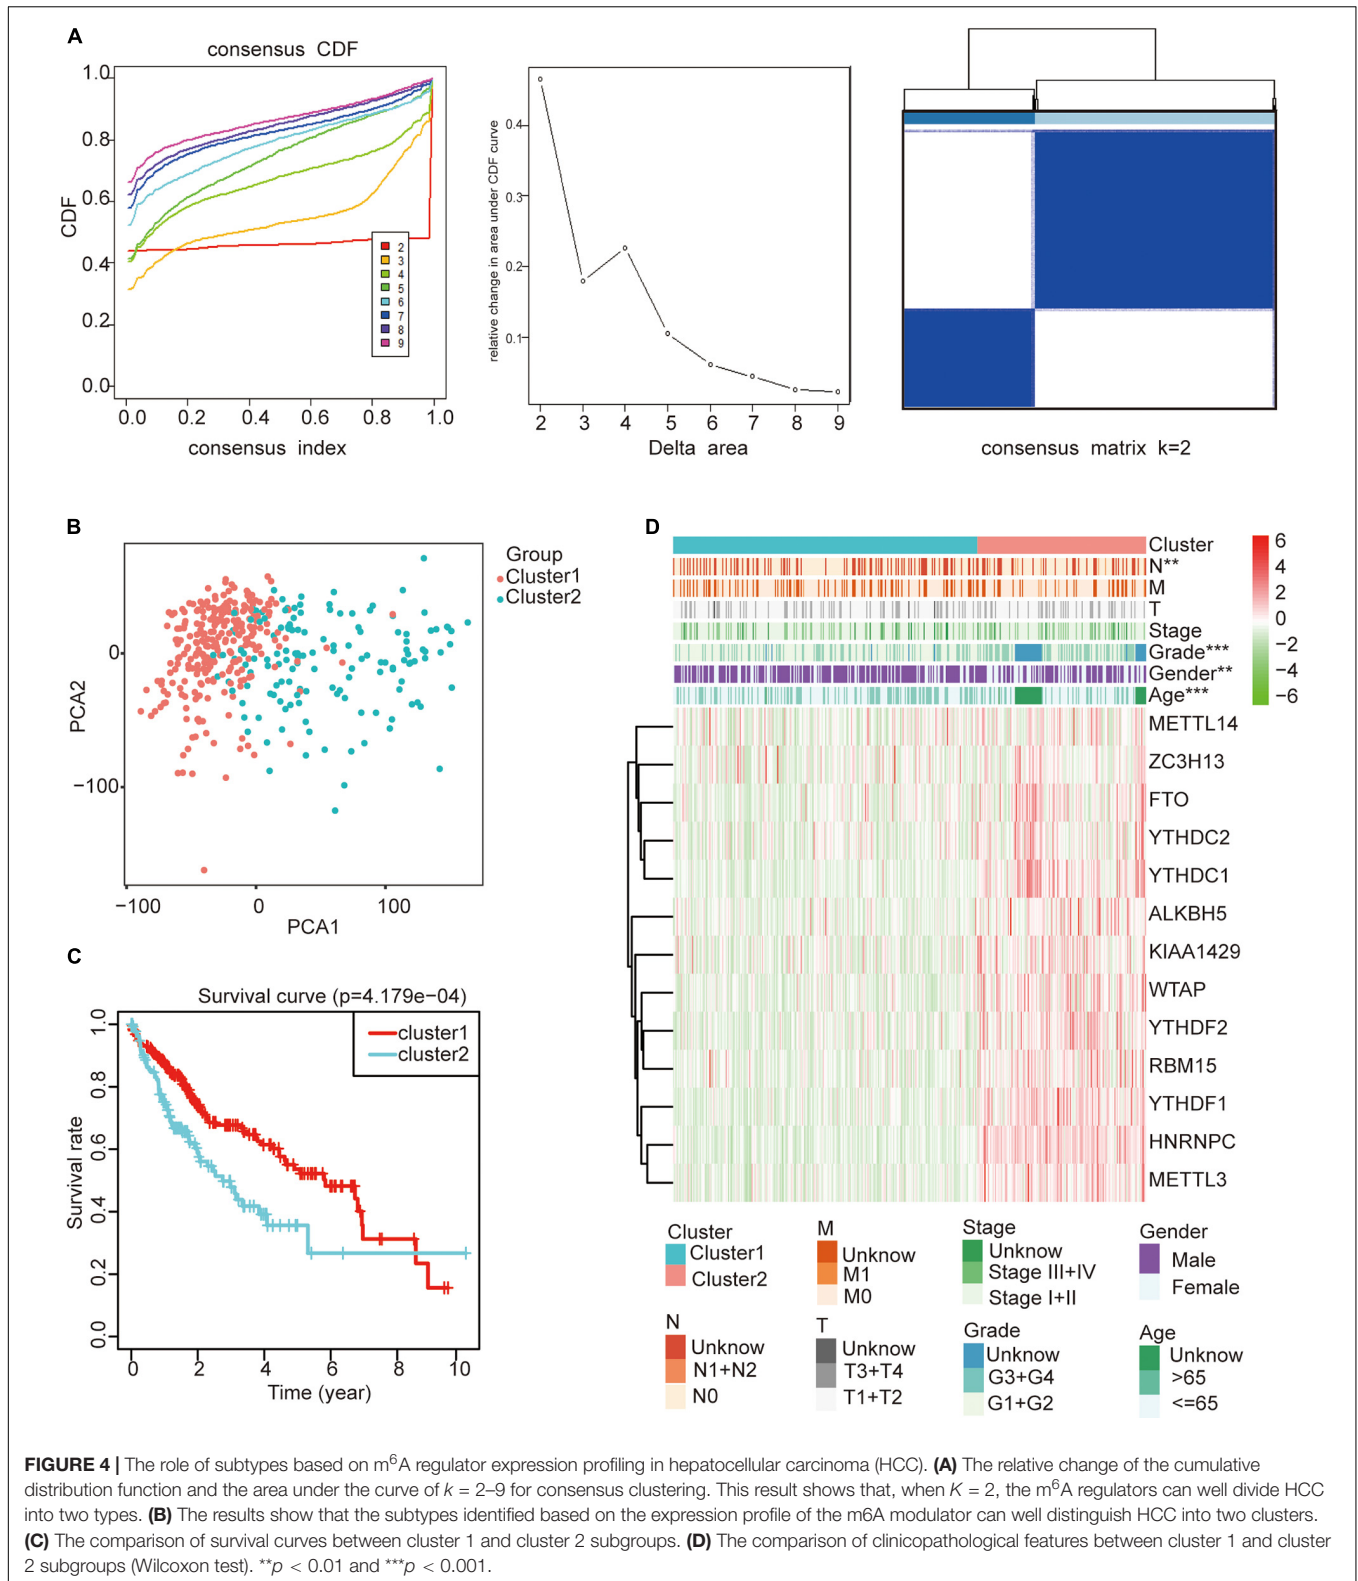 A
consensus CDF
1.0
0.8
0.6
0.4
0.2
0.0
CDF
2
3
4
5
6
7
8
9
0.0 0.2 0.4 0.6 0.8 1.0
consensus index
relative change in area under CDF curve
0.4
0.3
0.2
0.1
2 3 4 5 6 7 8 9
Delta area
consensus matrix k=2
B
Group
Cluster1
Cluster2
PCA2
0
−100
−100 0 100
PCA1
C
Survival curve (p=4.179e−04)
cluster1
cluster2
Survival rate
1.0
0.8
0.6
0.4
0.2
0.0
0 2 4 6 8 10
Time (year)
D
Cluster
N**
M
T
Stage
Grade***
Gender**
Age***
6
4
2
0
−2
−4
−6
METTL14
ZC3H13
FTO
YTHDC2
YTHDC1
ALKBH5
KIAA1429
WTAP
YTHDF2
RBM15
YTHDF1
HNRNPC
METTL3
Cluster
Cluster1
Cluster2
M
Unknow
M1
M0
Stage
Unknow
Stage III+IV
Stage I+II
Gender
Male
Female
N
Unknow
N1+N2
N0
T
Unknow
T3+T4
T1+T2
Grade
Unknow
G3+G4
G1+G2
Age
Unknow
>65
<=65
FIGURE 4 | The role of subtypes based on m6A regulator expression profiling in hepatocellular carcinoma (HCC). (A) The relative change of the cumulative
distribution function and the area under the curve of k = 2–9 for consensus clustering. This result shows that, when K = 2, the m6A regulators can well divide HCC
into two types. (B) The results show that the subtypes identified based on the expression profile of the m6A modulator can well distinguish HCC into two clusters.
(C) The comparison of survival curves between cluster 1 and cluster 2 subgroups. (D) The comparison of clinicopathological features between cluster 1 and cluster
2 subgroups (Wilcoxon test). **p < 0.01 and ***p < 0.001.